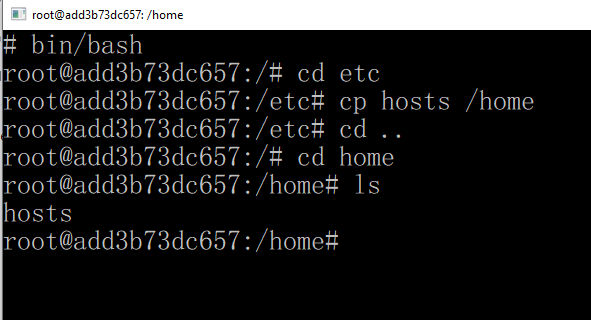 root@add3b73dc657: /home
# bin/bash
root@add3b73dc657:/# cd etc
root@add3b73dc657:/etc# cp hosts /home
root@add3b73dc657:/etc# cd ..
root@add3b73dc657:/# cd home
root@add3b73dc657:/home# ls
hosts
root@add3b73dc657:/home#